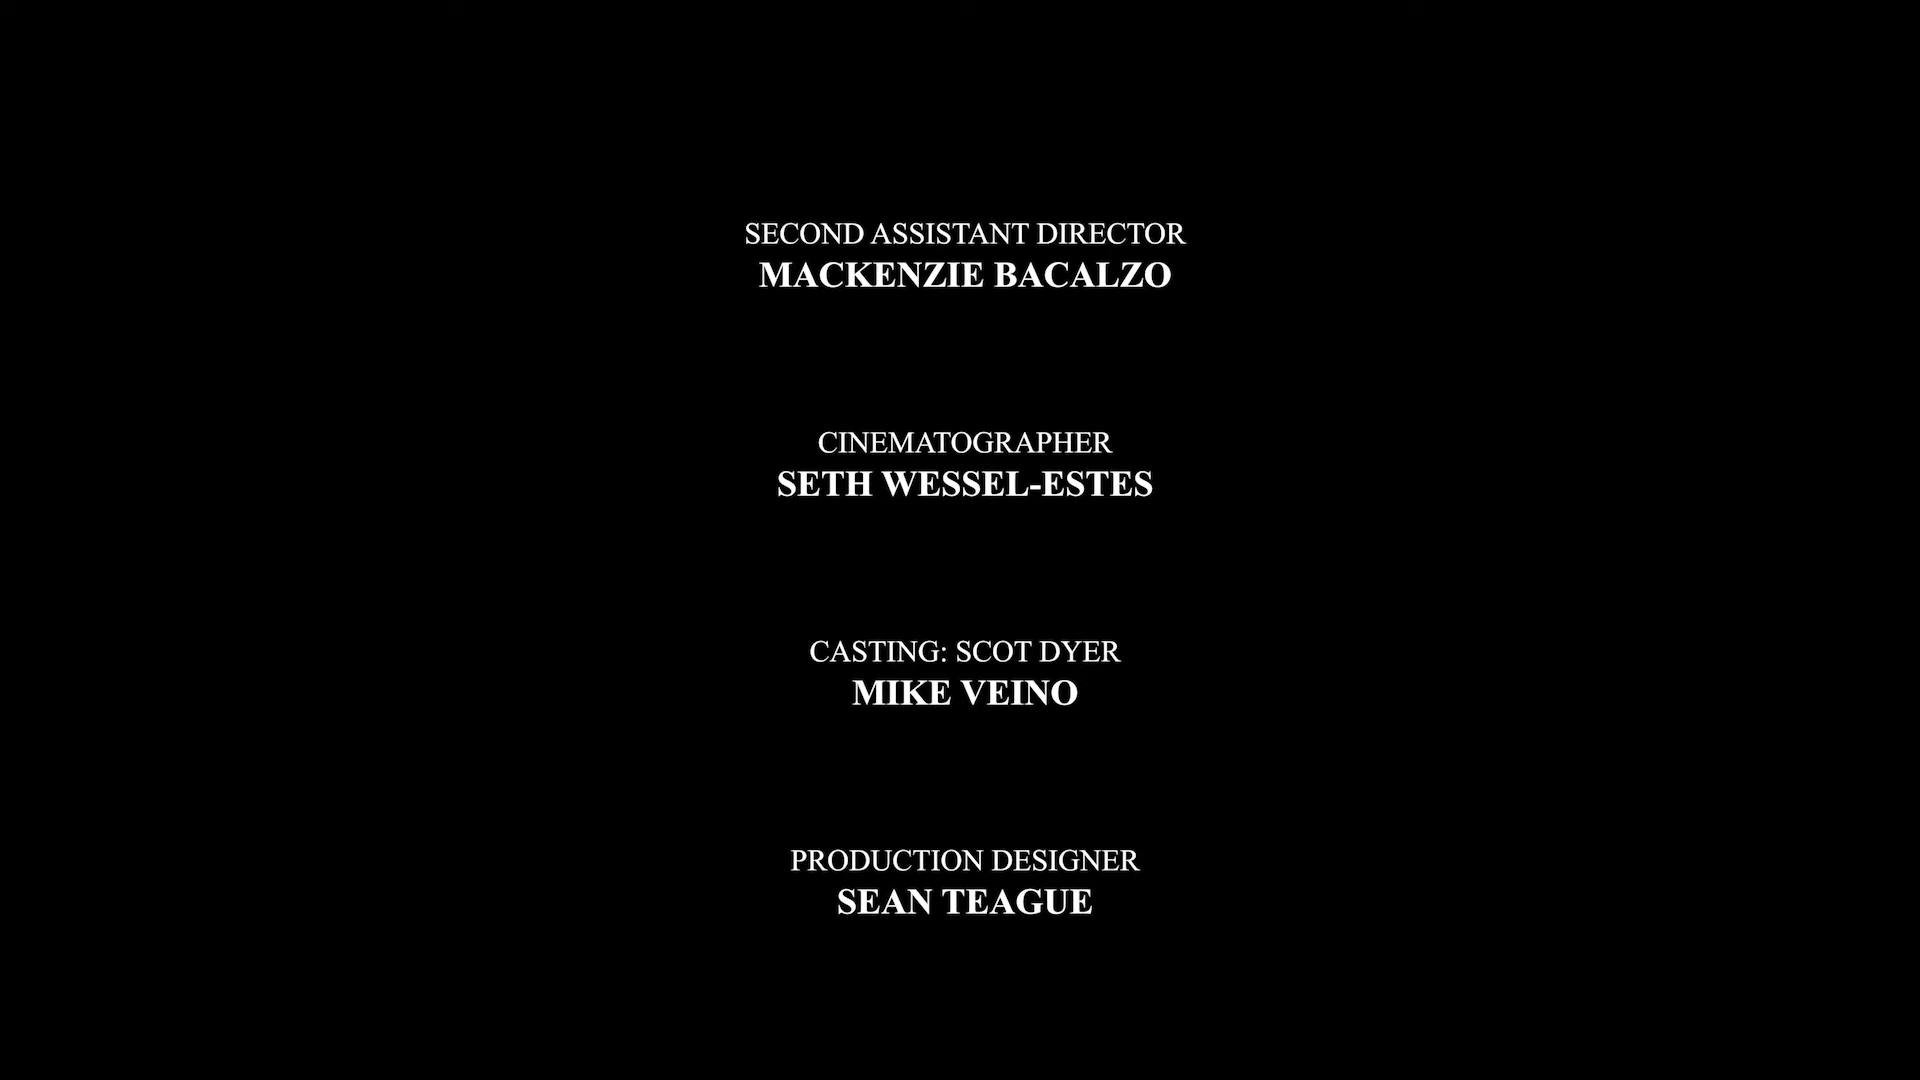 SECOND ASSISTANT DIRECTOR
MACKENZIE BACALZO
CINEMATOGRAPHER
SETH WESSEL-ESTES
CASTING: SCOT DYER
MIKE VEINO
PRODUCTION DESIGNER
SEAN TEAGUE